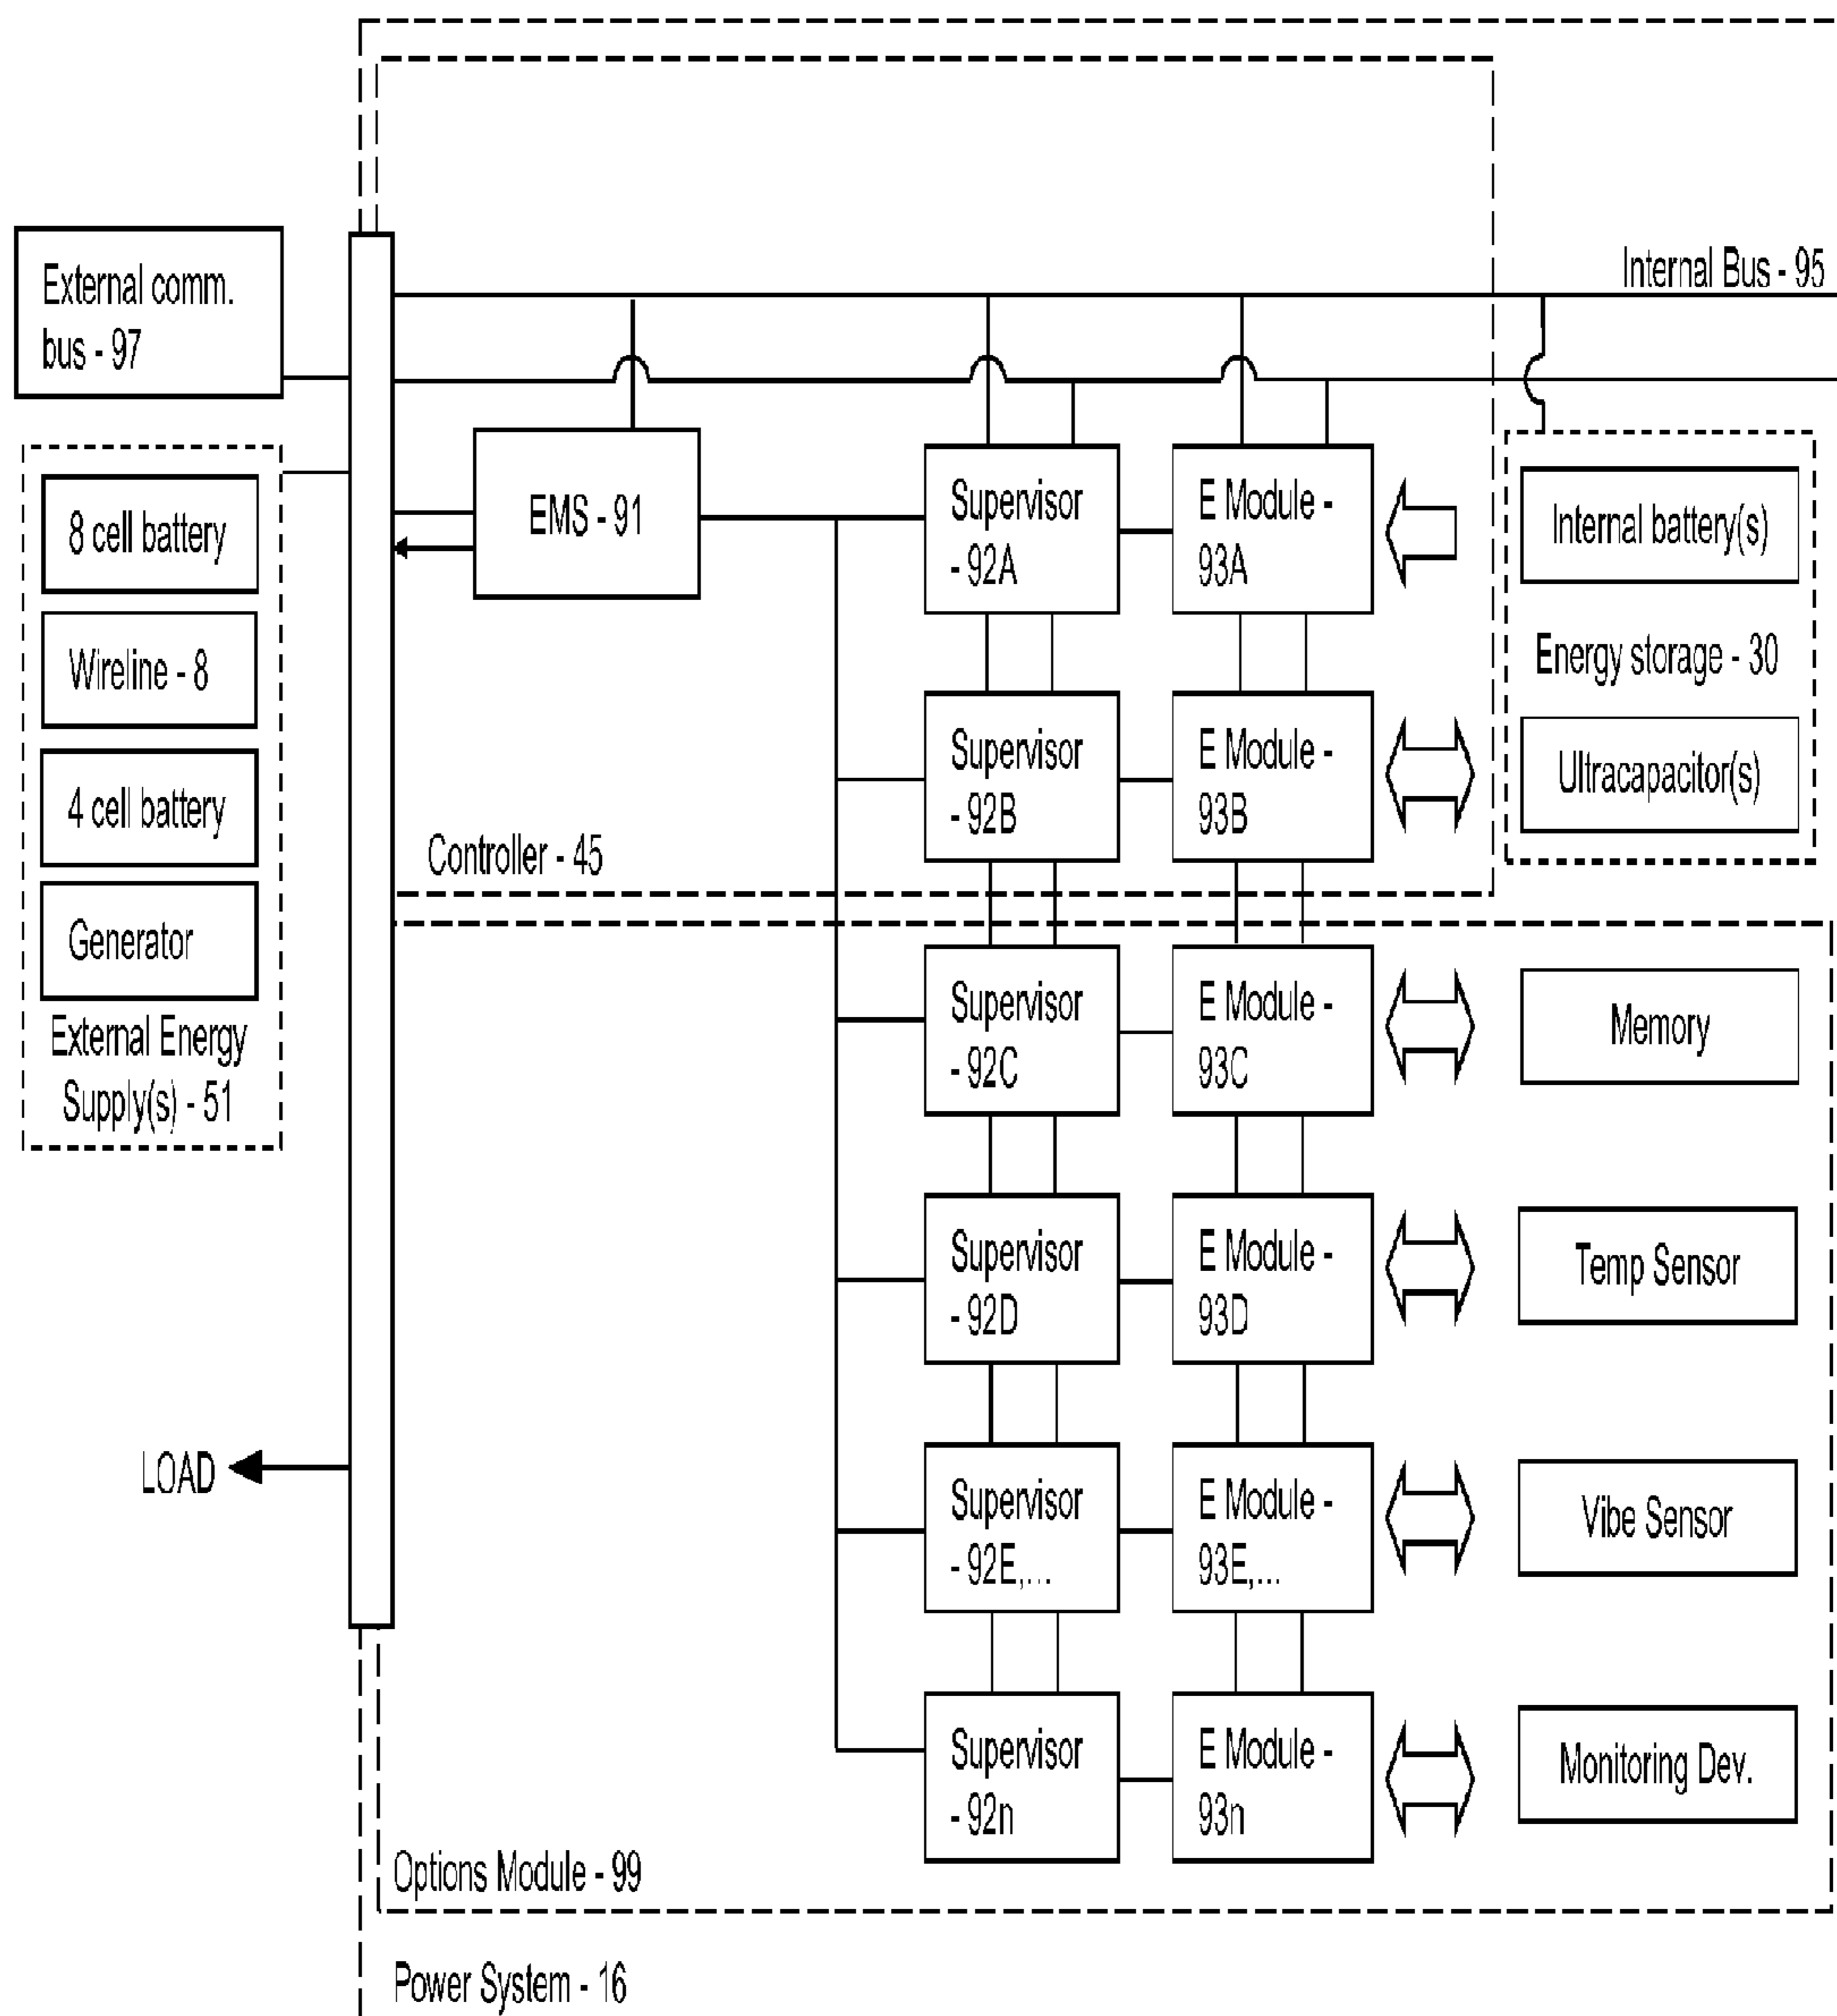 Internal Bus - 95
External comm.
bus - 97
8 cell battery
Wireline - 8
4 cell battery
Generator
External Energy
Supply(s) - 51
LOAD
EMS - 91
Controller - 45
Supervisor
- 92A
E Module -
93A
Internal battery(s)
Energy storage - 30
Ultracapacitor(s)
Supervisor
- 92B
E Module -
93B
Supervisor
- 92C
E Module -
93C
Memory
Supervisor
- 92D
E Module -
93D
Temp Sensor
Supervisor
- 92E,...
E Module -
93E,...
Vibe Sensor
Supervisor
- 92n
E Module -
93n
Monitoring Dev.
Options Module - 99
Power System - 16